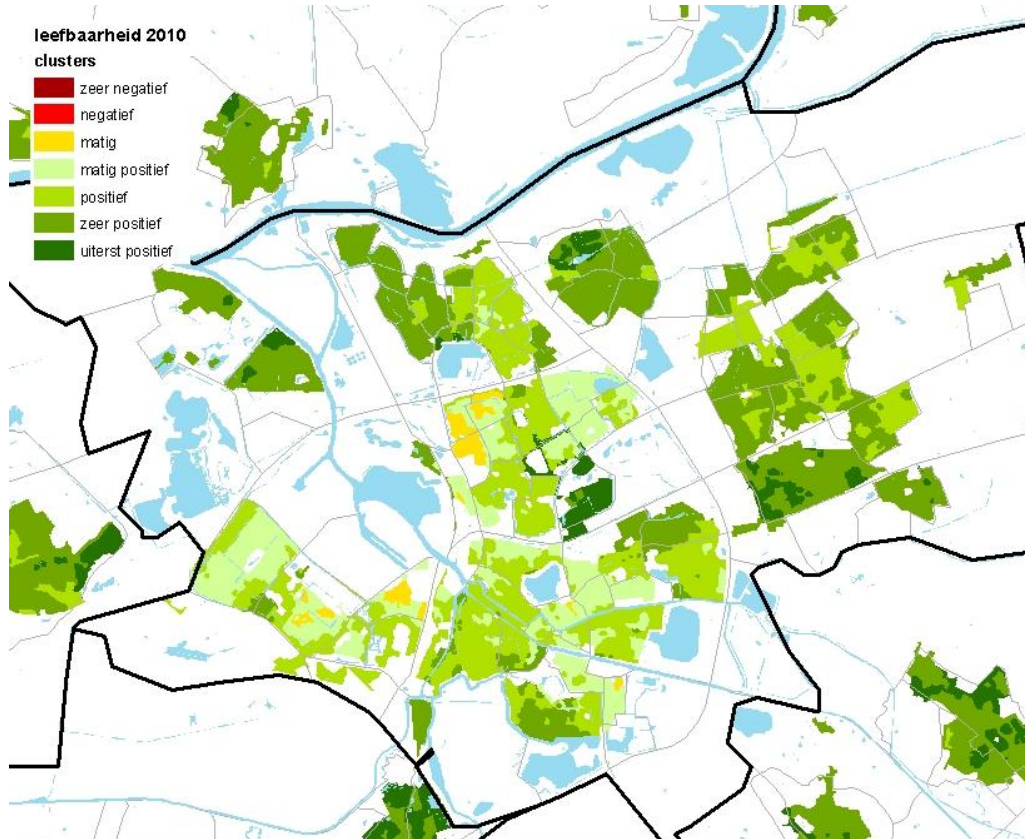 leefbaarheid 2010
clusters
zeer negatief
negatief
matig
matig positief
positief
zeer positief
uiterst positief